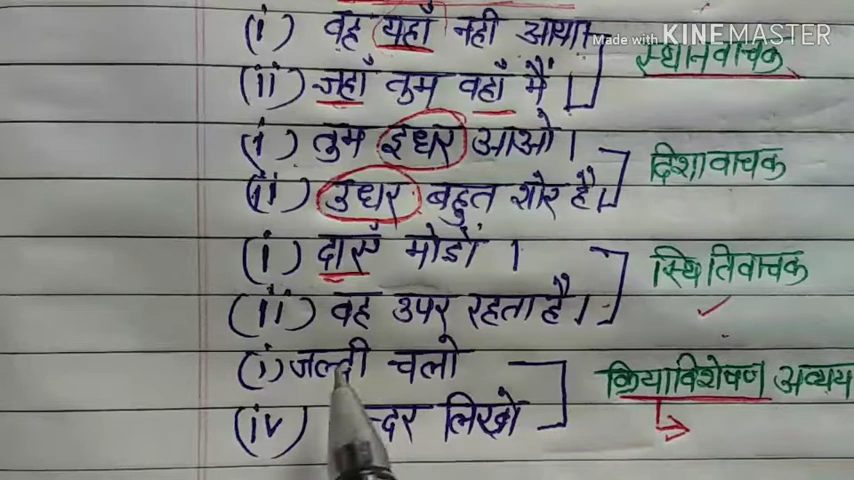 Made with KINEMASTER
(i) वह यहाँ नही आया। स्थानवाचक
(ii) जहाँ तुम वहाँ मैं।
(i) तुम इधर आओ। दिशावाचक
(ii) उधर बहुत शोर है।
(i) दाएँ मोडों । स्थितिवाचक
(ii) वह उपर रहता है।
(i) जल्दी चलो क्रियाविशेषण अव्यय
(iv) लिखो